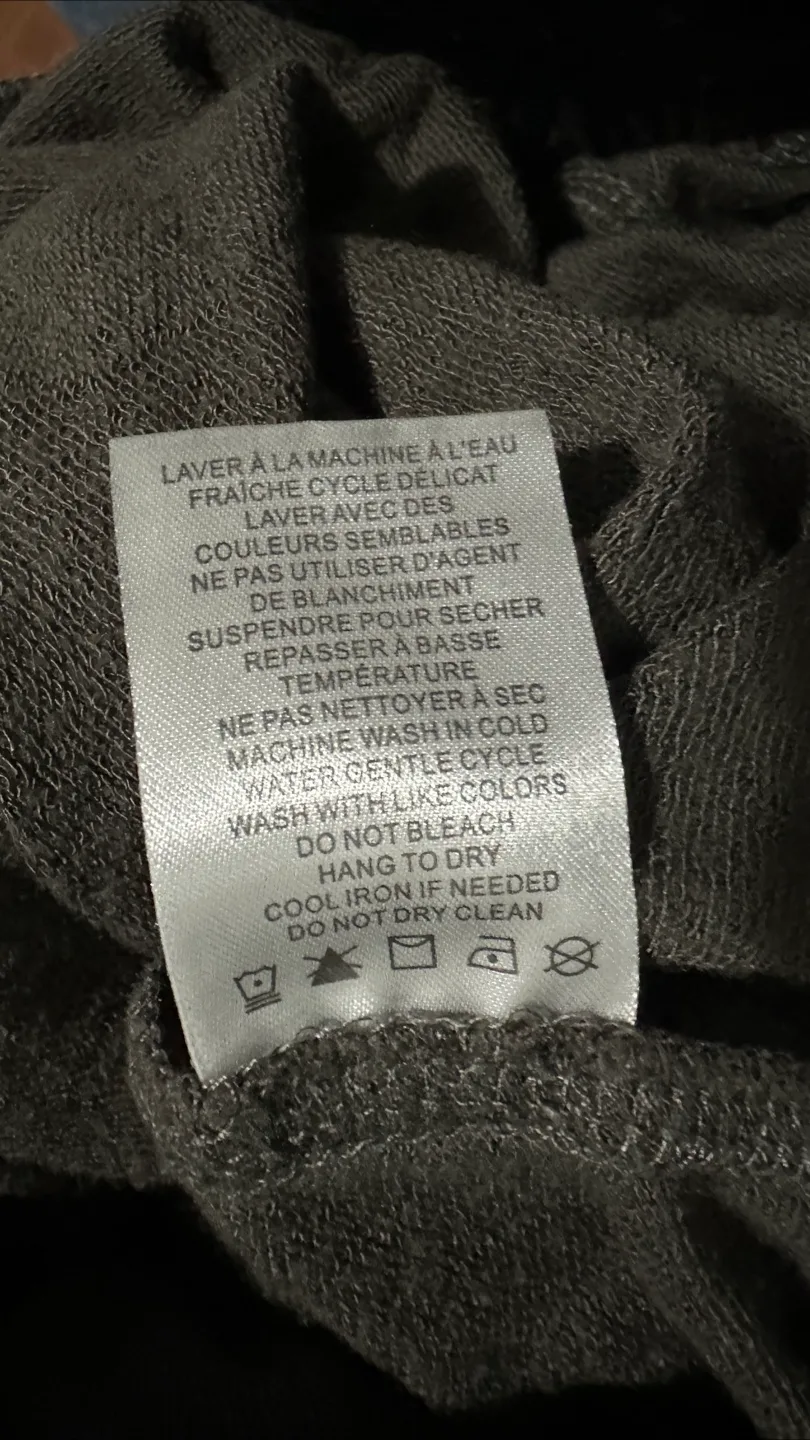 LAVER À LA MACHINE À L'EAU
FRAÎCHE CYCLE DÉLICAT
LAVER AVEC DES
COULEURS SEMBLABLES
NE PAS UTILISER D'AGENT
DE BLANCHIMENT
SUSPENDRE POUR SECHER
REPASSER À BASSE
TEMPÉRATURE
NE PAS NETTOYER À SEC
MACHINE WASH IN COLD
WATER GENTLE CYCLE
WASH WITH LIKE COLORS
DO NOT BLEACH
HANG TO DRY
COOL IRON IF NEEDED
DO NOT DRY CLEAN